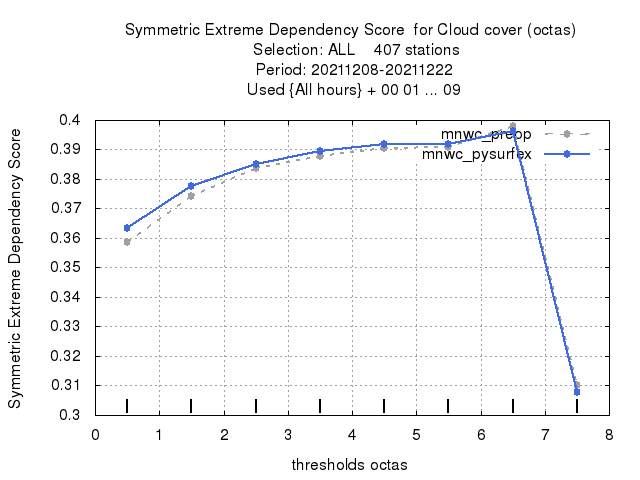 Symmetric Extreme Dependency Score  for Cloud cover (octas)
Selection: ALL    407 stations
Period: 20211208-20211222
Used {All hours} + 00 01 ... 09
Symmetric Extreme Dependency Score
0.4
0.39
0.38
0.37
0.36
0.35
0.34
0.33
0.32
0.31
0.3
mnwc_preop
mnwc_pysurfex
0 1 2 3 4 5 6 7 8
thresholds octas